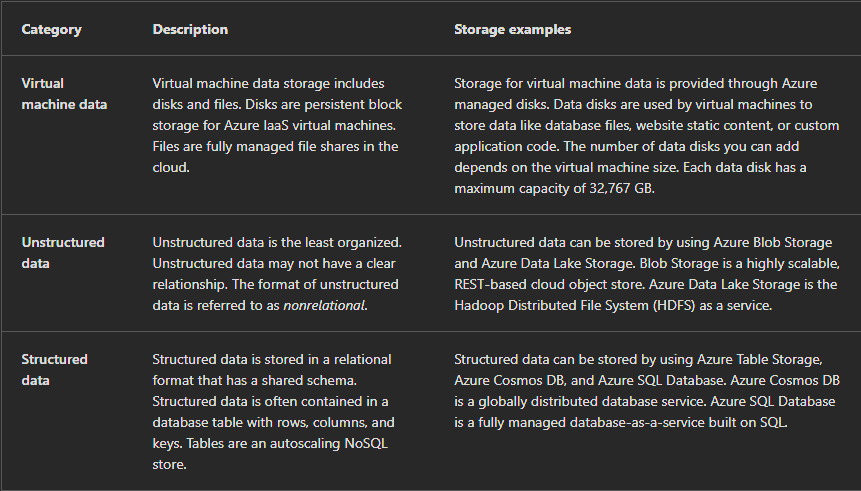 Category
Description
Storage examples
Virtual
machine data
Virtual machine data storage includes
disks and files. Disks are persistent block
storage for Azure IaaS virtual machines.
Files are fully managed file shares in the
cloud.
Storage for virtual machine data is provided through Azure
managed disks. Data disks are used by virtual machines to
store data like database files, website static content, or custom
application code. The number of data disks you can add
depends on the virtual machine size. Each data disk has a
maximum capacity of 32,767 GB.
Unstructured
data
Unstructured data is the least organized.
Unstructured data may not have a clear
relationship. The format of unstructured
data is referred to as nonrelational.
Unstructured data can be stored by using Azure Blob Storage
and Azure Data Lake Storage. Blob Storage is a highly scalable,
REST-based cloud object store. Azure Data Lake Storage is the
Hadoop Distributed File System (HDFS) as a service.
Structured
data
Structured data is stored in a relational
format that has a shared schema.
Structured data is often contained in a
database table with rows, columns, and
keys. Tables are an autoscaling NoSQL
store.
Structured data can be stored by using Azure Table Storage,
Azure Cosmos DB, and Azure SQL Database. Azure Cosmos DB
is a globally distributed database service. Azure SQL Database
is a fully managed database-as-a-service built on SQL.